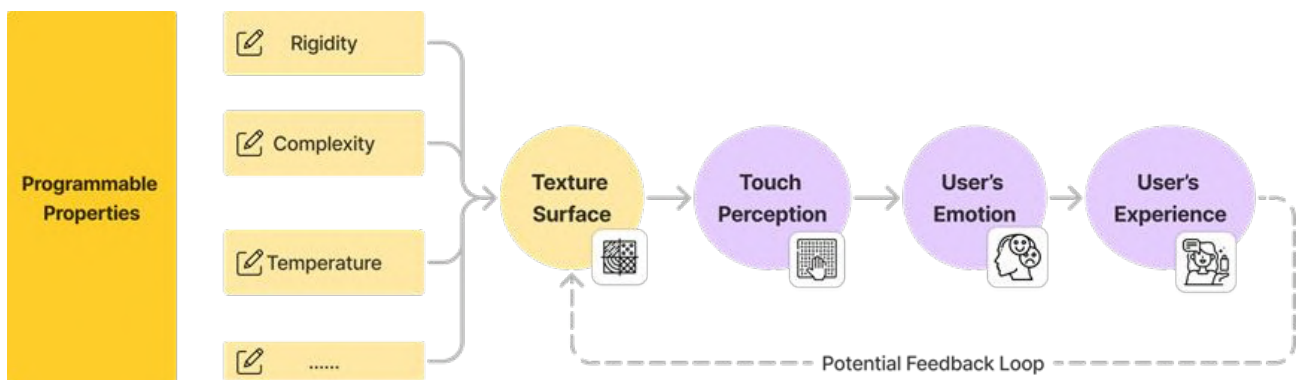 Programmable
Properties
Rigidity
Complexity
Temperature
......
Texture
Surface
Touch
Perception
User's
Emotion
User's
Experience
Potential Feedback Loop